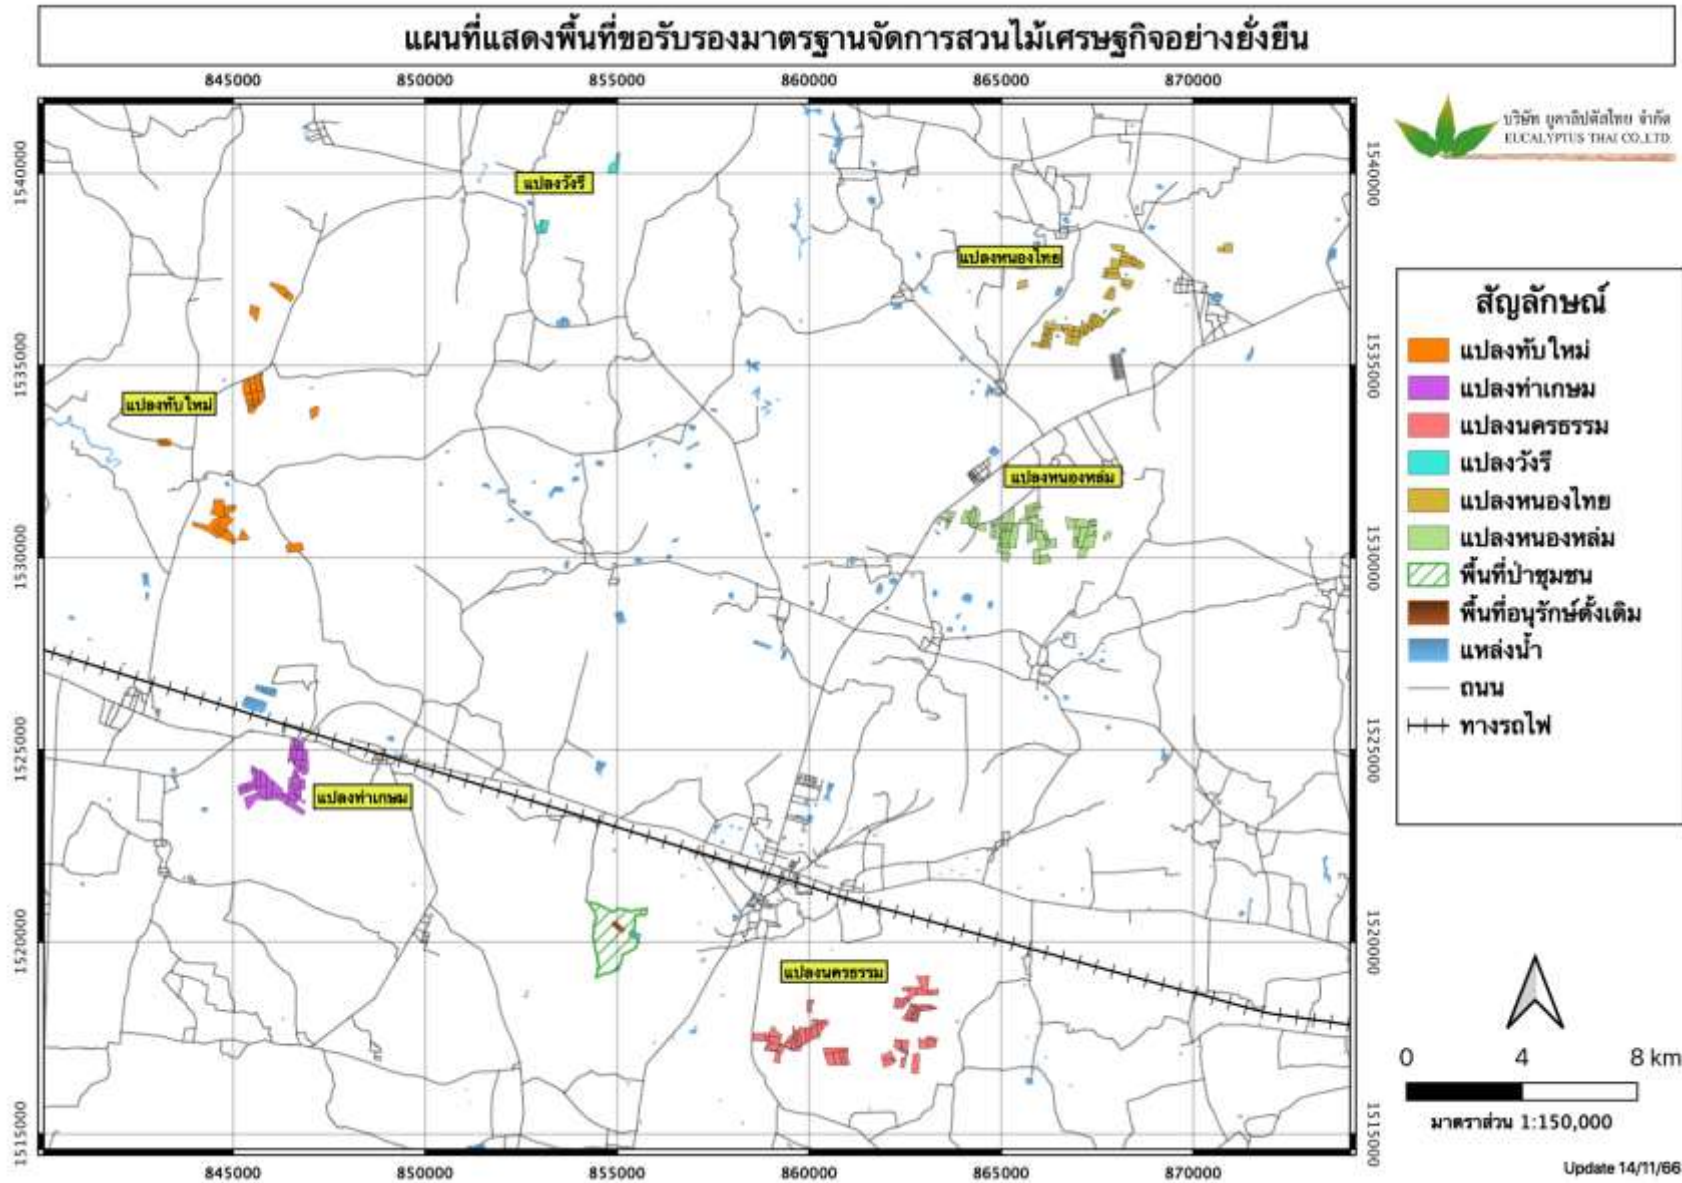 แผนที่แสดงพื้นที่ขอรับรองมาตรฐานจัดการสวนไม้เศรษฐกิจอย่างยั่งยืน
845000 850000 855000 860000 865000 870000
1540000
1535000
1530000
1525000
1520000
1515000
แปลงวังรี
แปลงหนองไทย
แปลงทับใหม่
แปลงหนองหล่ม
แปลงท่าเกษม
แปลงนครธรรม
1540000
1535000
1530000
1525000
1520000
1515000
845000 850000 855000 860000 865000 870000
บริษัท ยูคาลิปตัสไทย จำกัด
EUCALYPTUS THAI CO.,LTD.
สัญลักษณ์
แปลงทับใหม่
แปลงท่าเกษม
แปลงนครธรรม
แปลงวังรี
แปลงหนองไทย
แปลงหนองหล่ม
พื้นที่ป่าชุมชน
พื้นที่อนุรักษ์ดั้งเดิม
แหล่งน้ำ
ถนน
ทางรถไฟ
0 4 8 km
มาตราส่วน 1:150,000
Update 14/11/66